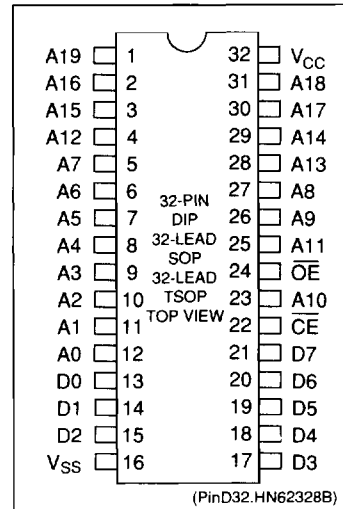 A19 1 32 VCC
A16 2 31 A18
A15 3 30 A17
A12 4 29 A14
A7 5 28 A13
A6 6 27 A8
32-PIN
A5 7 DIP 26 A9
A4 8 32-LEAD 25 A11
SOP
A3 9 32-LEAD 24 OE
A2 10 TSOP 23 A10
A1 11 TOP VIEW 22 CE
A0 12 21 D7
D0 13 20 D6
D1 14 19 D5
D2 15 18 D4
VSS 16 17 D3
(PinD32.HN62328B)